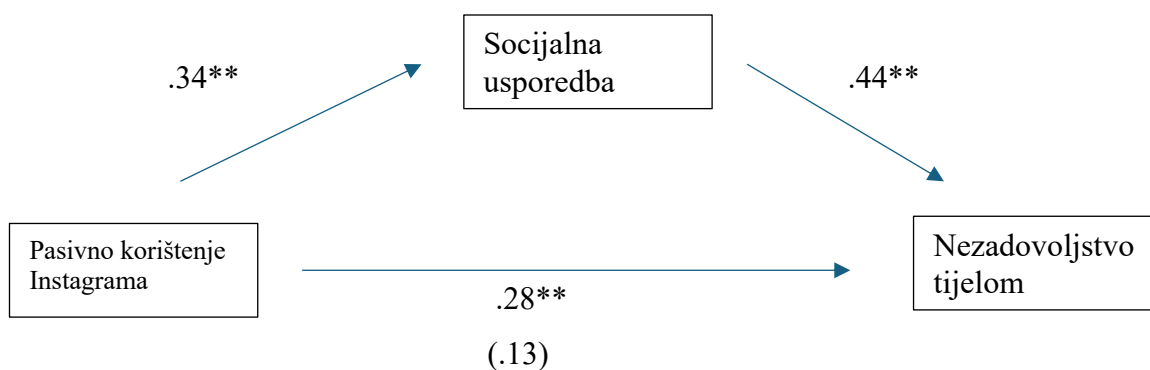 Socijalna
usporedba
.34**
.44**
Pasivno korištenje
Instagrama
Nezadovoljstvo
tijelom
.28**
(.13)